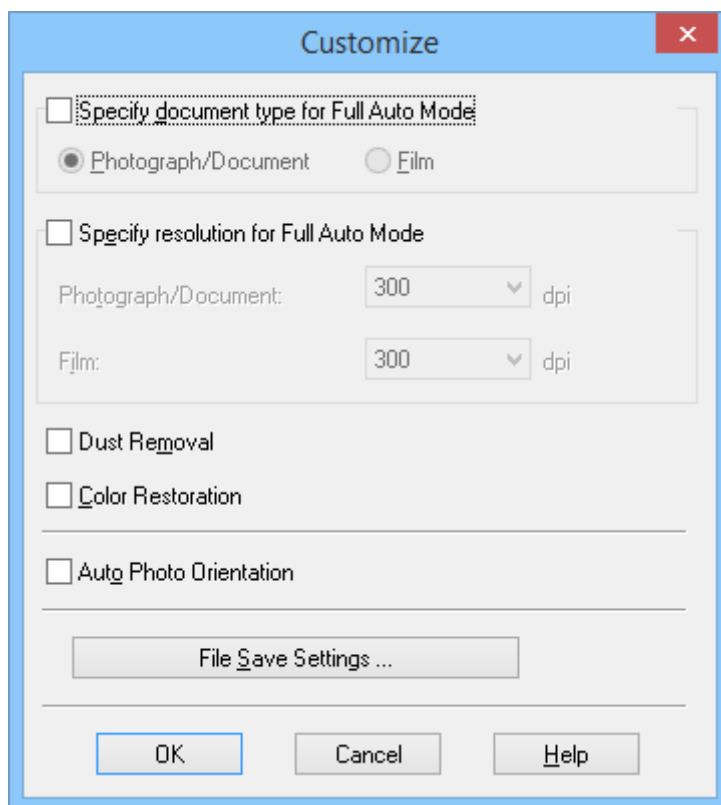 Customize
Specify document type for Full Auto Mode
Photograph/Document Film
Specify resolution for Full Auto Mode
Photograph/Document: 300 dpi
Film: 300 dpi
Dust Removal
Color Restoration
Auto Photo Orientation
File Save Settings ...
OK Cancel Help